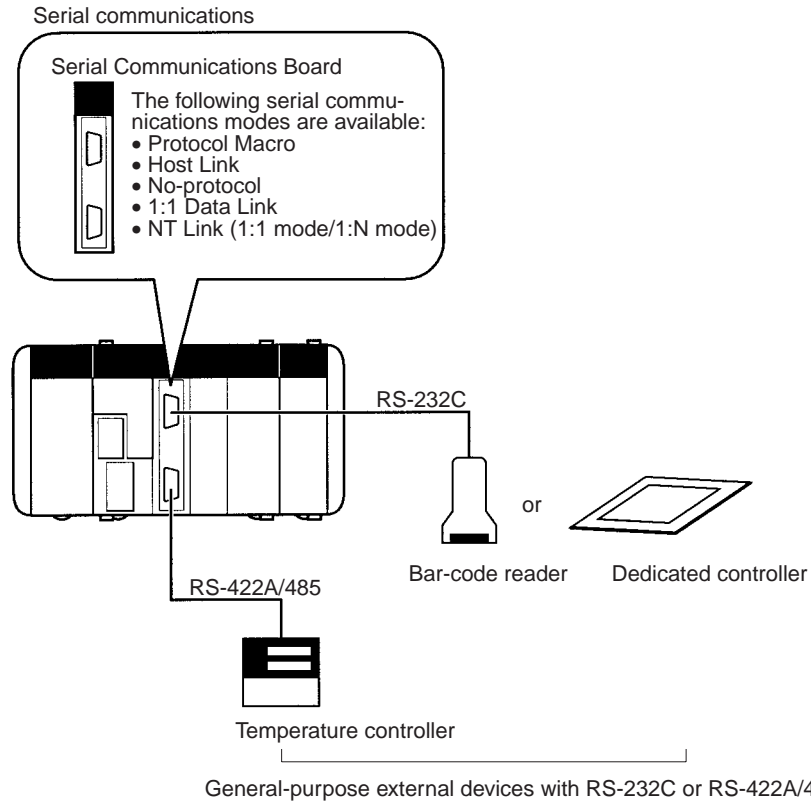 Serial communications
Serial Communications Board
The following serial commu-
nications modes are available:
• Protocol Macro
• Host Link
• No-protocol
• 1:1 Data Link
• NT Link (1:1 mode/1:N mode)
RS-232C
or
Bar-code reader
Dedicated controller
RS-422A/485
Temperature controller
General-purpose external devices with RS-232C or RS-422A/4